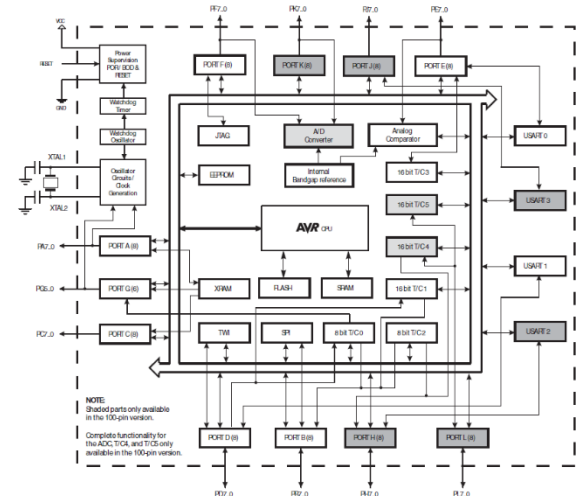 PF7..0
PK7..0
PJ7..0
PE7..0
VCC
RESET
GND
Power
Supervision
POR/ BOD &
RESET
PORT F (8)
PORT K (8)
PORT J (8)
PORT E (8)
Watchdog
Timer
Watchdog
Oscillator
JTAG
A/D
Converter
Analog
Comparator
USART 0
XTAL1
XTAL2
Oscillator
Circuits/
Clock
Generation
EEPROM
Internal
Bandgap reference
16 bit T/C3
16 bit T/C5
USART 3
AVR CPU
16 bit T/C4
PA7..0
PORT A (8)
USART 1
PG5..0
PORT G (6)
XRAM
FLASH
SRAM
16 bit T/C1
PC7..0
PORT C (8)
TWI
SPI
8 bit T/C0
8 bit T/C2
USART 2
NOTE:
Shaded parts only available
in the 100-pin version.
Complete functionality for
the ADC, T/C4, and T/C5 only
available in the 100-pin version.
PORT D (8)
PORT B (8)
PORT H (8)
PORT L (8)
PD7..0
PB7..0
PH7..0
PL7..0